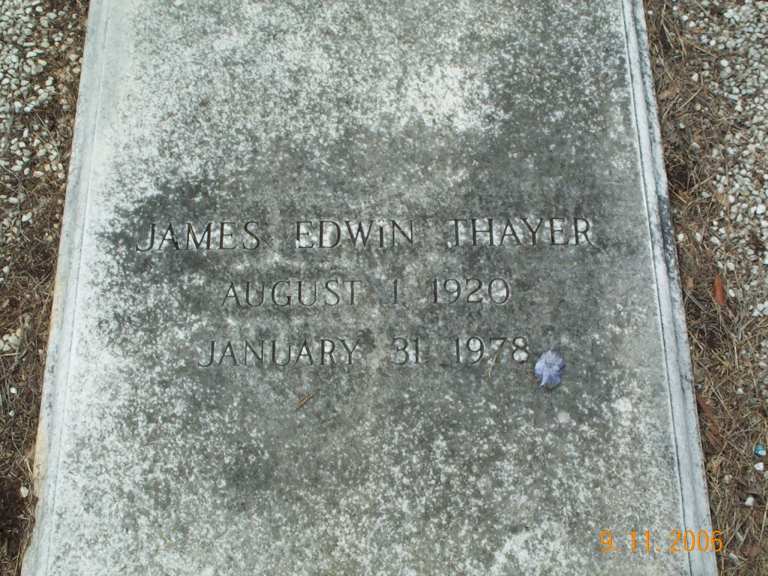 JAMES EDWIN THAYER
AUGUST 1 1920
JANUARY 31 1978
9.11.2006